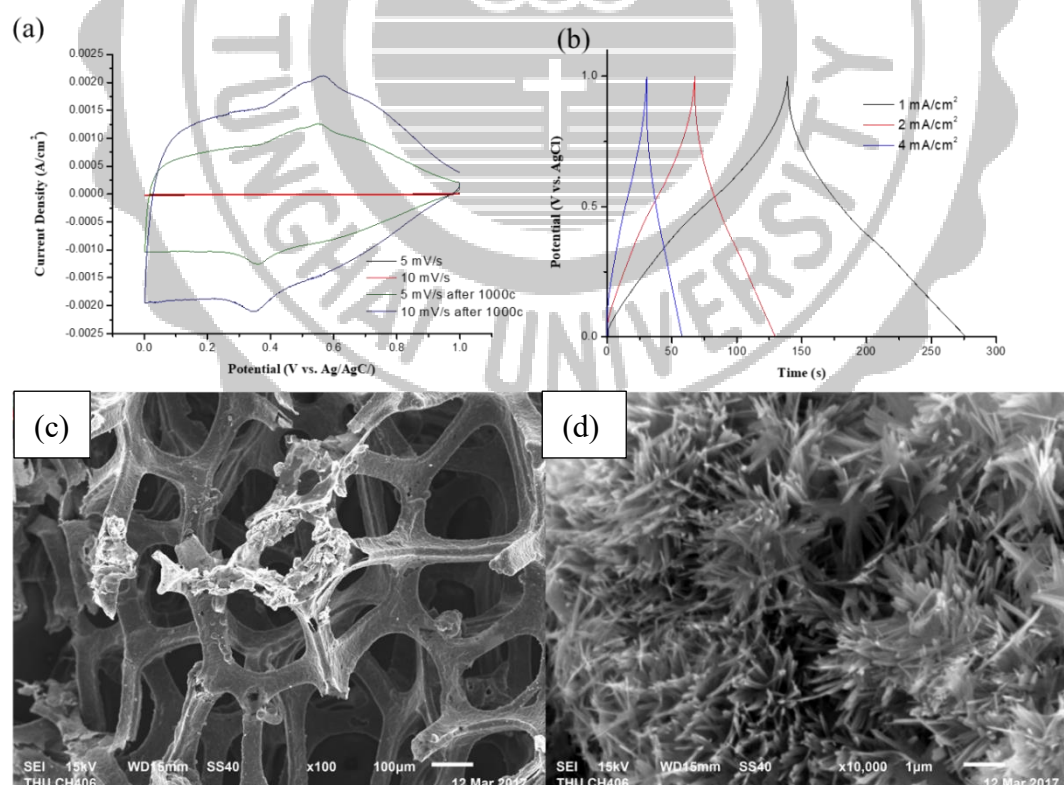 TUNGHAI UNIVERSITY
(a)
0.0025
0.0020
0.0015
0.0010
0.0005
0.0000
-0.0005
-0.0010
-0.0015
-0.0020
-0.0025
Current Density (A/cm²)
0.0 0.2 0.4 0.6 0.8 1.0
Potential (V vs. Ag/AgC/)
5 mV/s
10 mV/s
5 mV/s after 1000c
10 mV/s after 1000c
(b)
1.0
0.5
0.0
Potential (V vs. AgCl)
0 50 100 150 200 250 300
Time (s)
1 mA/cm²
2 mA/cm²
4 mA/cm²
(c)
SEI 15kV WD15mm SS40 x100 100µm
THU CH406 12 Mar 2017
(d)
SEI 15kV WD15mm SS40 x10,000 1µm
THU CH406 12 Mar 2017